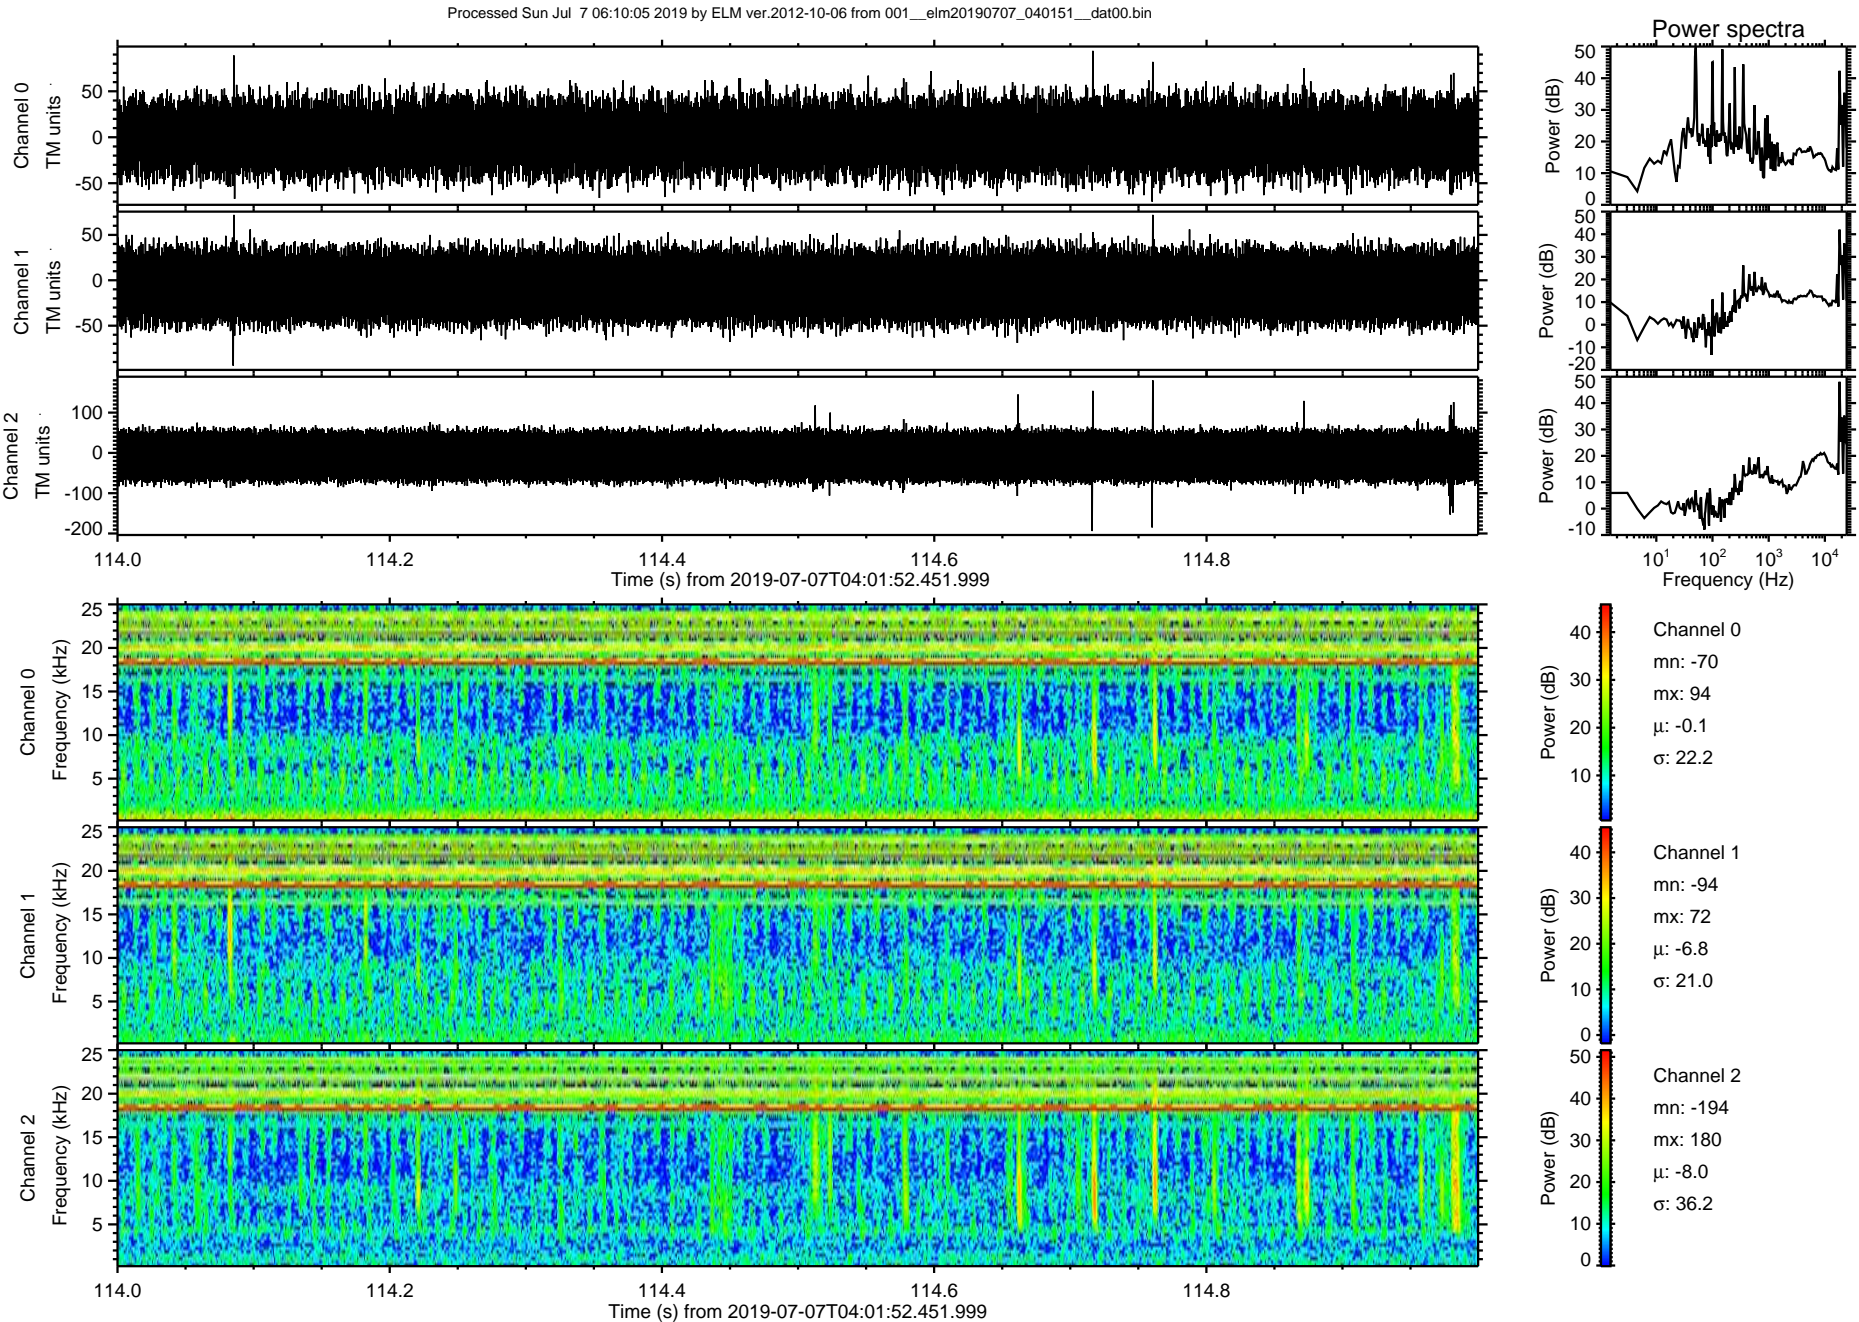 Processed Sun Jul  7 06:10:05 2019 by ELM ver.2012-10-06 from 001__elm20190707_040151__dat00.bin
Power spectra
Channel 0
TM units
50
0
-50
Power (dB)
50
40
30
20
10
0
Channel 1
TM units
50
0
-50
Power (dB)
50
40
30
20
10
0
-10
-20
Channel 2
TM units
100
0
-100
-200
Power (dB)
50
40
30
20
10
0
-10
114.0 114.2 114.4 114.6 114.8
Time (s) from 2019-07-07T04:01:52.451.999
10^1 10^2 10^3 10^4
Frequency (Hz)
Channel 0
Frequency (kHz)
25
20
15
10
5
Power (dB)
40
30
20
10
Channel 0
mn: -70
mx: 94
μ: -0.1
σ: 22.2
Channel 1
Frequency (kHz)
25
20
15
10
5
Power (dB)
40
30
20
10
0
Channel 1
mn: -94
mx: 72
μ: -6.8
σ: 21.0
Channel 2
Frequency (kHz)
25
20
15
10
5
Power (dB)
50
40
30
20
10
0
Channel 2
mn: -194
mx: 180
μ: -8.0
σ: 36.2
114.0 114.2 114.4 114.6 114.8
Time (s) from 2019-07-07T04:01:52.451.999